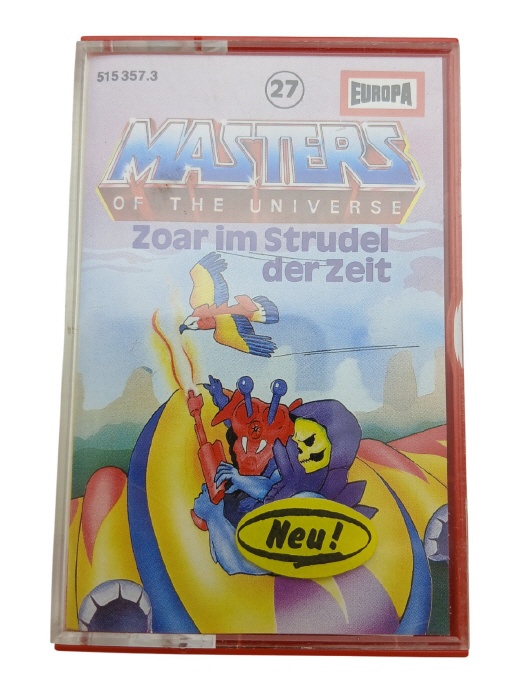 515 357.3
27
EUROPA
MASTERS
OF THE UNIVERSE
Zoar im Strudel
der Zeit
Neu!